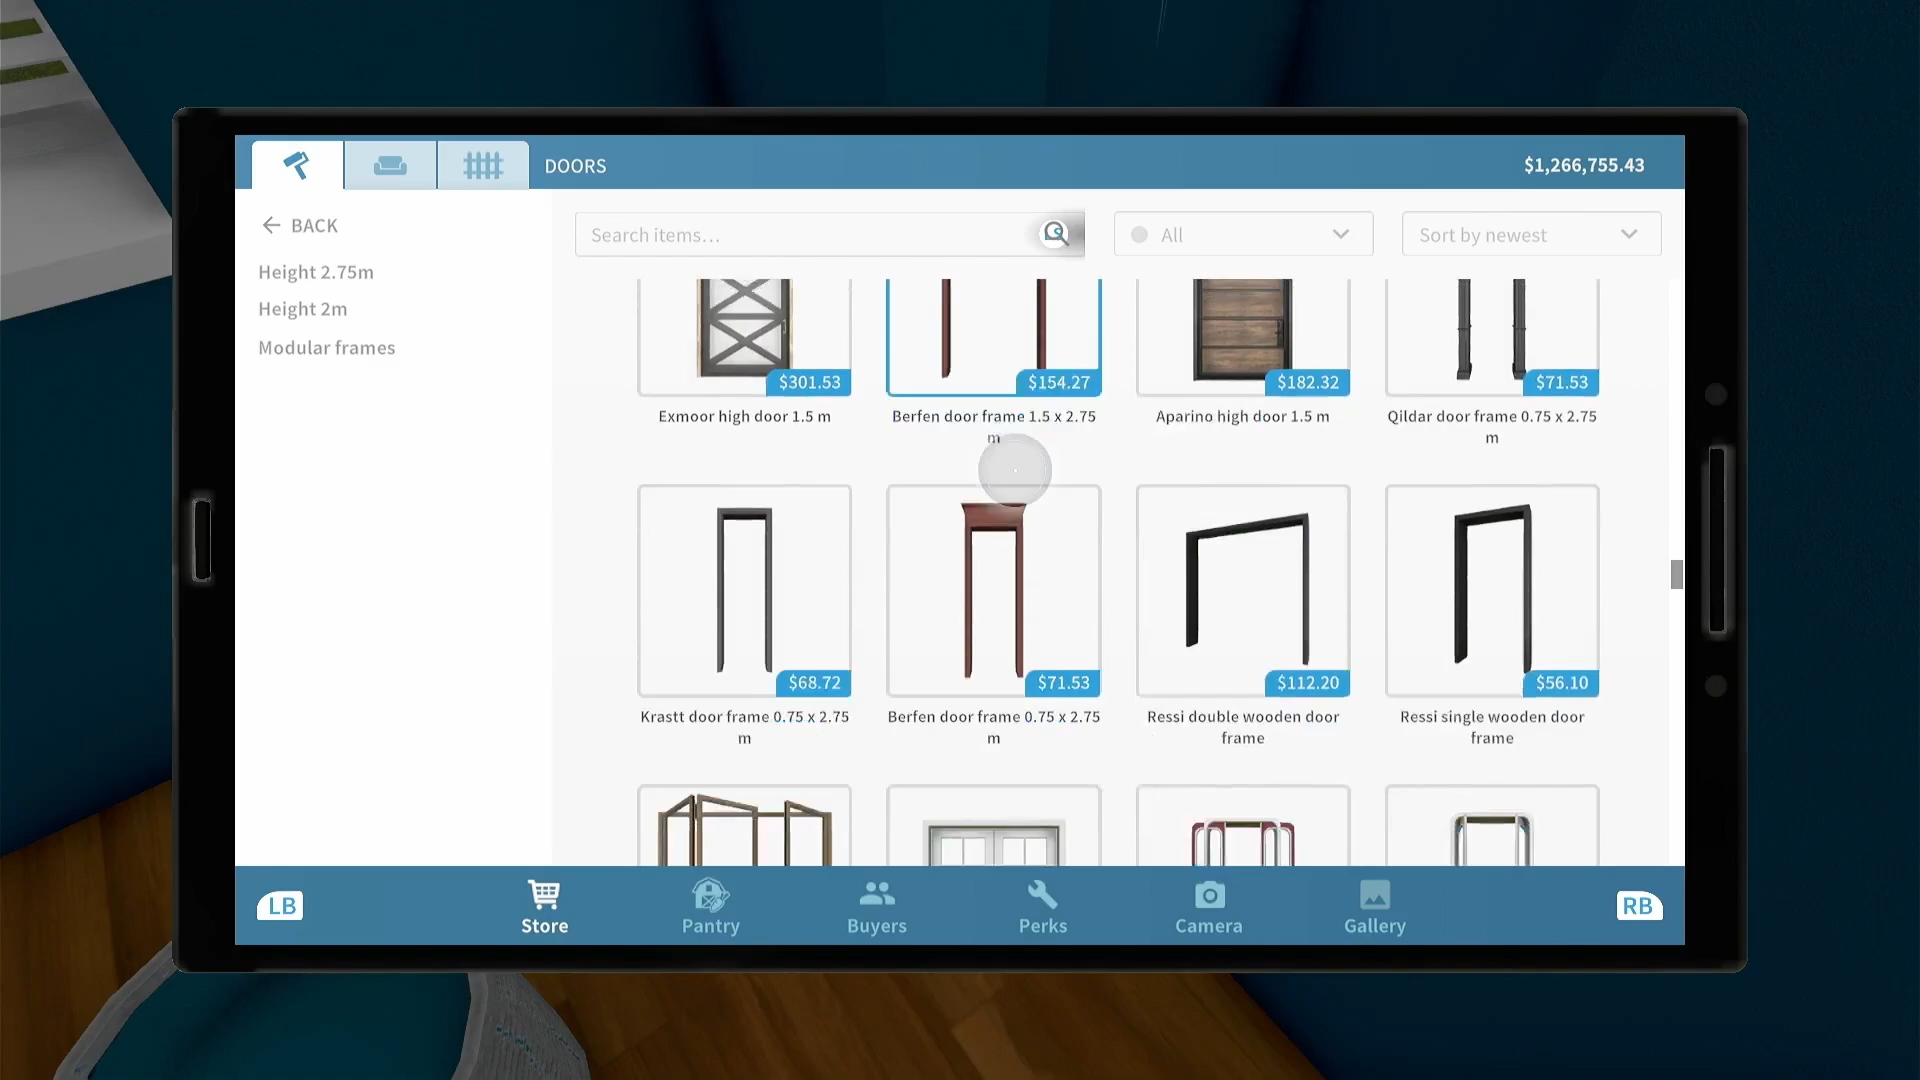 DOORS
$1,266,755.43
BACK
Search items...
All
Sort by newest
Height 2.75m
Height 2m
Modular frames
$301.53
$154.27
$182.32
$71.53
Exmoor high door 1.5 m
Berfen door frame 1.5 x 2.75
m
Aparino high door 1.5 m
Qildar door frame 0.75 x 2.75
m
$68.72
$71.53
$112.20
$56.10
Krastt door frame 0.75 x 2.75
m
Berfen door frame 0.75 x 2.75
m
Ressi double wooden door
frame
Ressi single wooden door
frame
LB
Store
Pantry
Buyers
Perks
Camera
Gallery
RB